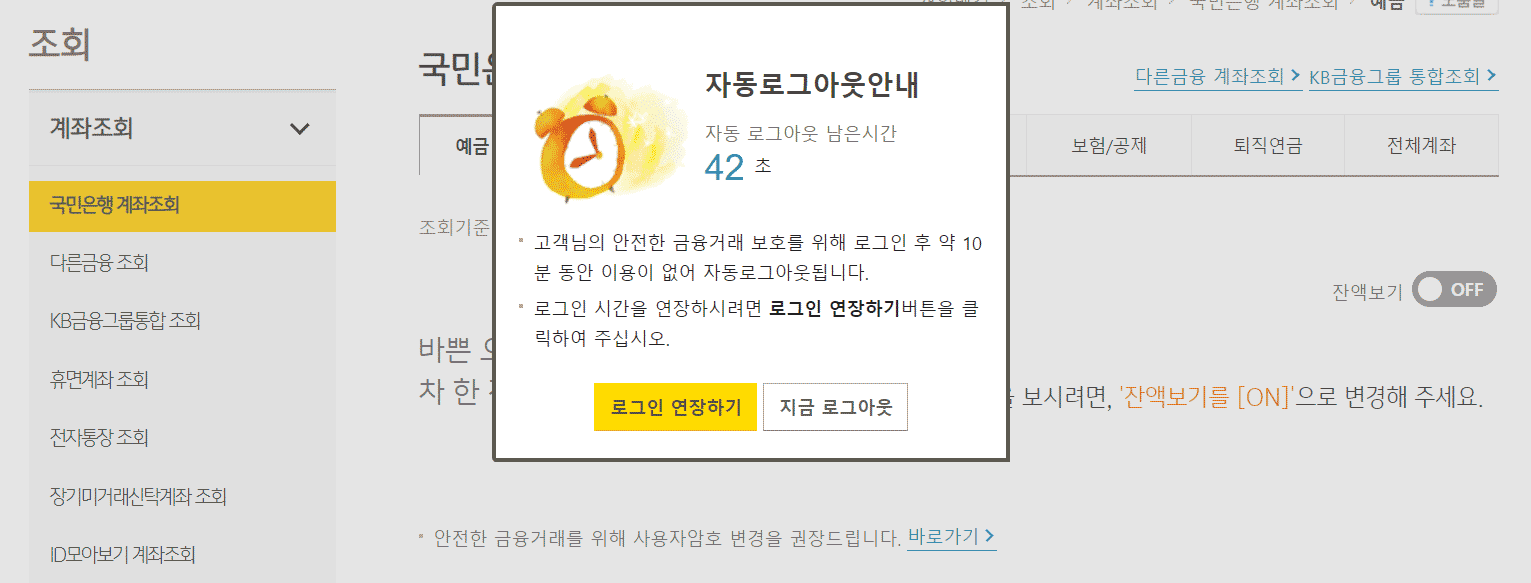 조회 계좌조회 국민은행 계좌조회 예금 도움말
조회
계좌조회
국민은행 계좌조회
다른금융 조회
KB금융그룹통합 조회
휴면계좌 조회
전자통장 조회
장기미거래신탁계좌 조회
ID모아보기 계좌조회
국민은
다른금융 계좌조회
KB금융그룹 통합조회
예금
보험/공제
퇴직연금
전체계좌
조회기준
잔액보기 OFF
바쁜
차 한
보시려면, '잔액보기를 [ON]'으로 변경해 주세요.
* 안전한 금융거래를 위해 사용자암호 변경을 권장드립니다. 바로가기
자동로그아웃안내
자동 로그아웃 남은시간
42 초
고객님의 안전한 금융거래 보호를 위해 로그인 후 약 10
분 동안 이용이 없어 자동로그아웃됩니다.
로그인 시간을 연장하시려면 로그인 연장하기버튼을 클
릭하여 주십시오.
로그인 연장하기
지금 로그아웃